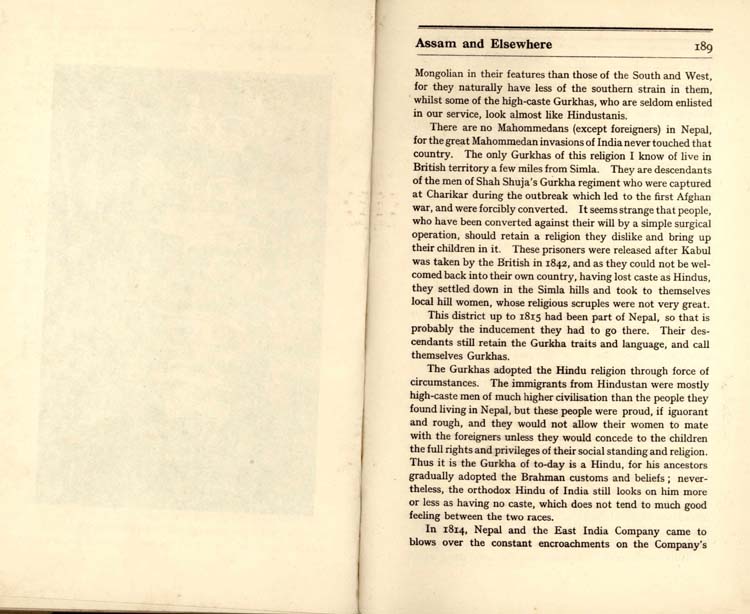 Assam and Elsewhere 189
Mongolian in their features than those of the South and West,
for they naturally have less of the southern strain in them,
whilst some of the high-caste Gurkhas, who are seldom enlisted
in our service, look almost like Hindustanis.
There are no Mahommedans (except foreigners) in Nepal,
for the great Mahommedan invasions of India never touched that
country. The only Gurkhas of this religion I know of live in
British territory a few miles from Simla. They are descendants
of the men of Shah Shuja's Gurkha regiment who were captured
at Charikar during the outbreak which led to the first Afghan
war, and were forcibly converted. It seems strange that people,
who have been converted against their will by a simple surgical
operation, should retain a religion they dislike and bring up
their children in it. These prisoners were released after Kabul
was taken by the British in 1842, and as they could not be wel-
comed back into their own country, having lost caste as Hindus,
they settled down in the Simla hills and took to themselves
local hill women, whose religious scruples were not very great.
This district up to 1815 had been part of Nepal, so that is
probably the inducement they had to go there. Their des-
cendants still retain the Gurkha traits and language, and call
themselves Gurkhas.
The Gurkhas adopted the Hindu religion through force of
circumstances. The immigrants from Hindustan were mostly
high-caste men of much higher civilisation than the people they
found living in Nepal, but these people were proud, if ignorant
and rough, and they would not allow their women to mate
with the foreigners unless they would concede to the children
the full rights and privileges of their social standing and religion.
Thus it is the Gurkha of to-day is a Hindu, for his ancestors
gradually adopted the Brahman customs and beliefs; never-
theless, the orthodox Hindu of India still looks on him more
or less as having no caste, which does not tend to much good
feeling between the two races.
In 1814, Nepal and the East India Company came to
blows over the constant encroachments on the Company's